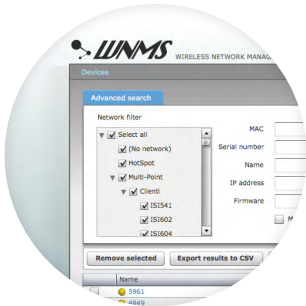 WNMS WIRELESS NETWORK MANAG
Devices
Advanced search
Network filter
Select all
(No network)
HotSpot
Multi-Point
Clienti
ISI541
ISI602
ISI604
MAC
Serial number
Name
IP address
Firmware
M
Remove selected Export results to CSV
Name
5961
4949